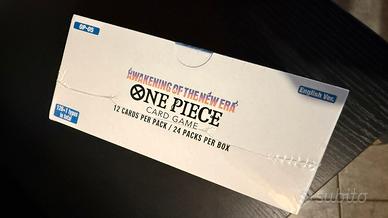 OP-05
AWAKENING OF THE NEW ERA
ONE PIECE
CARD GAME
12 CARDS PER PACK / 24 PACKS PER BOX
English Ver.
subito